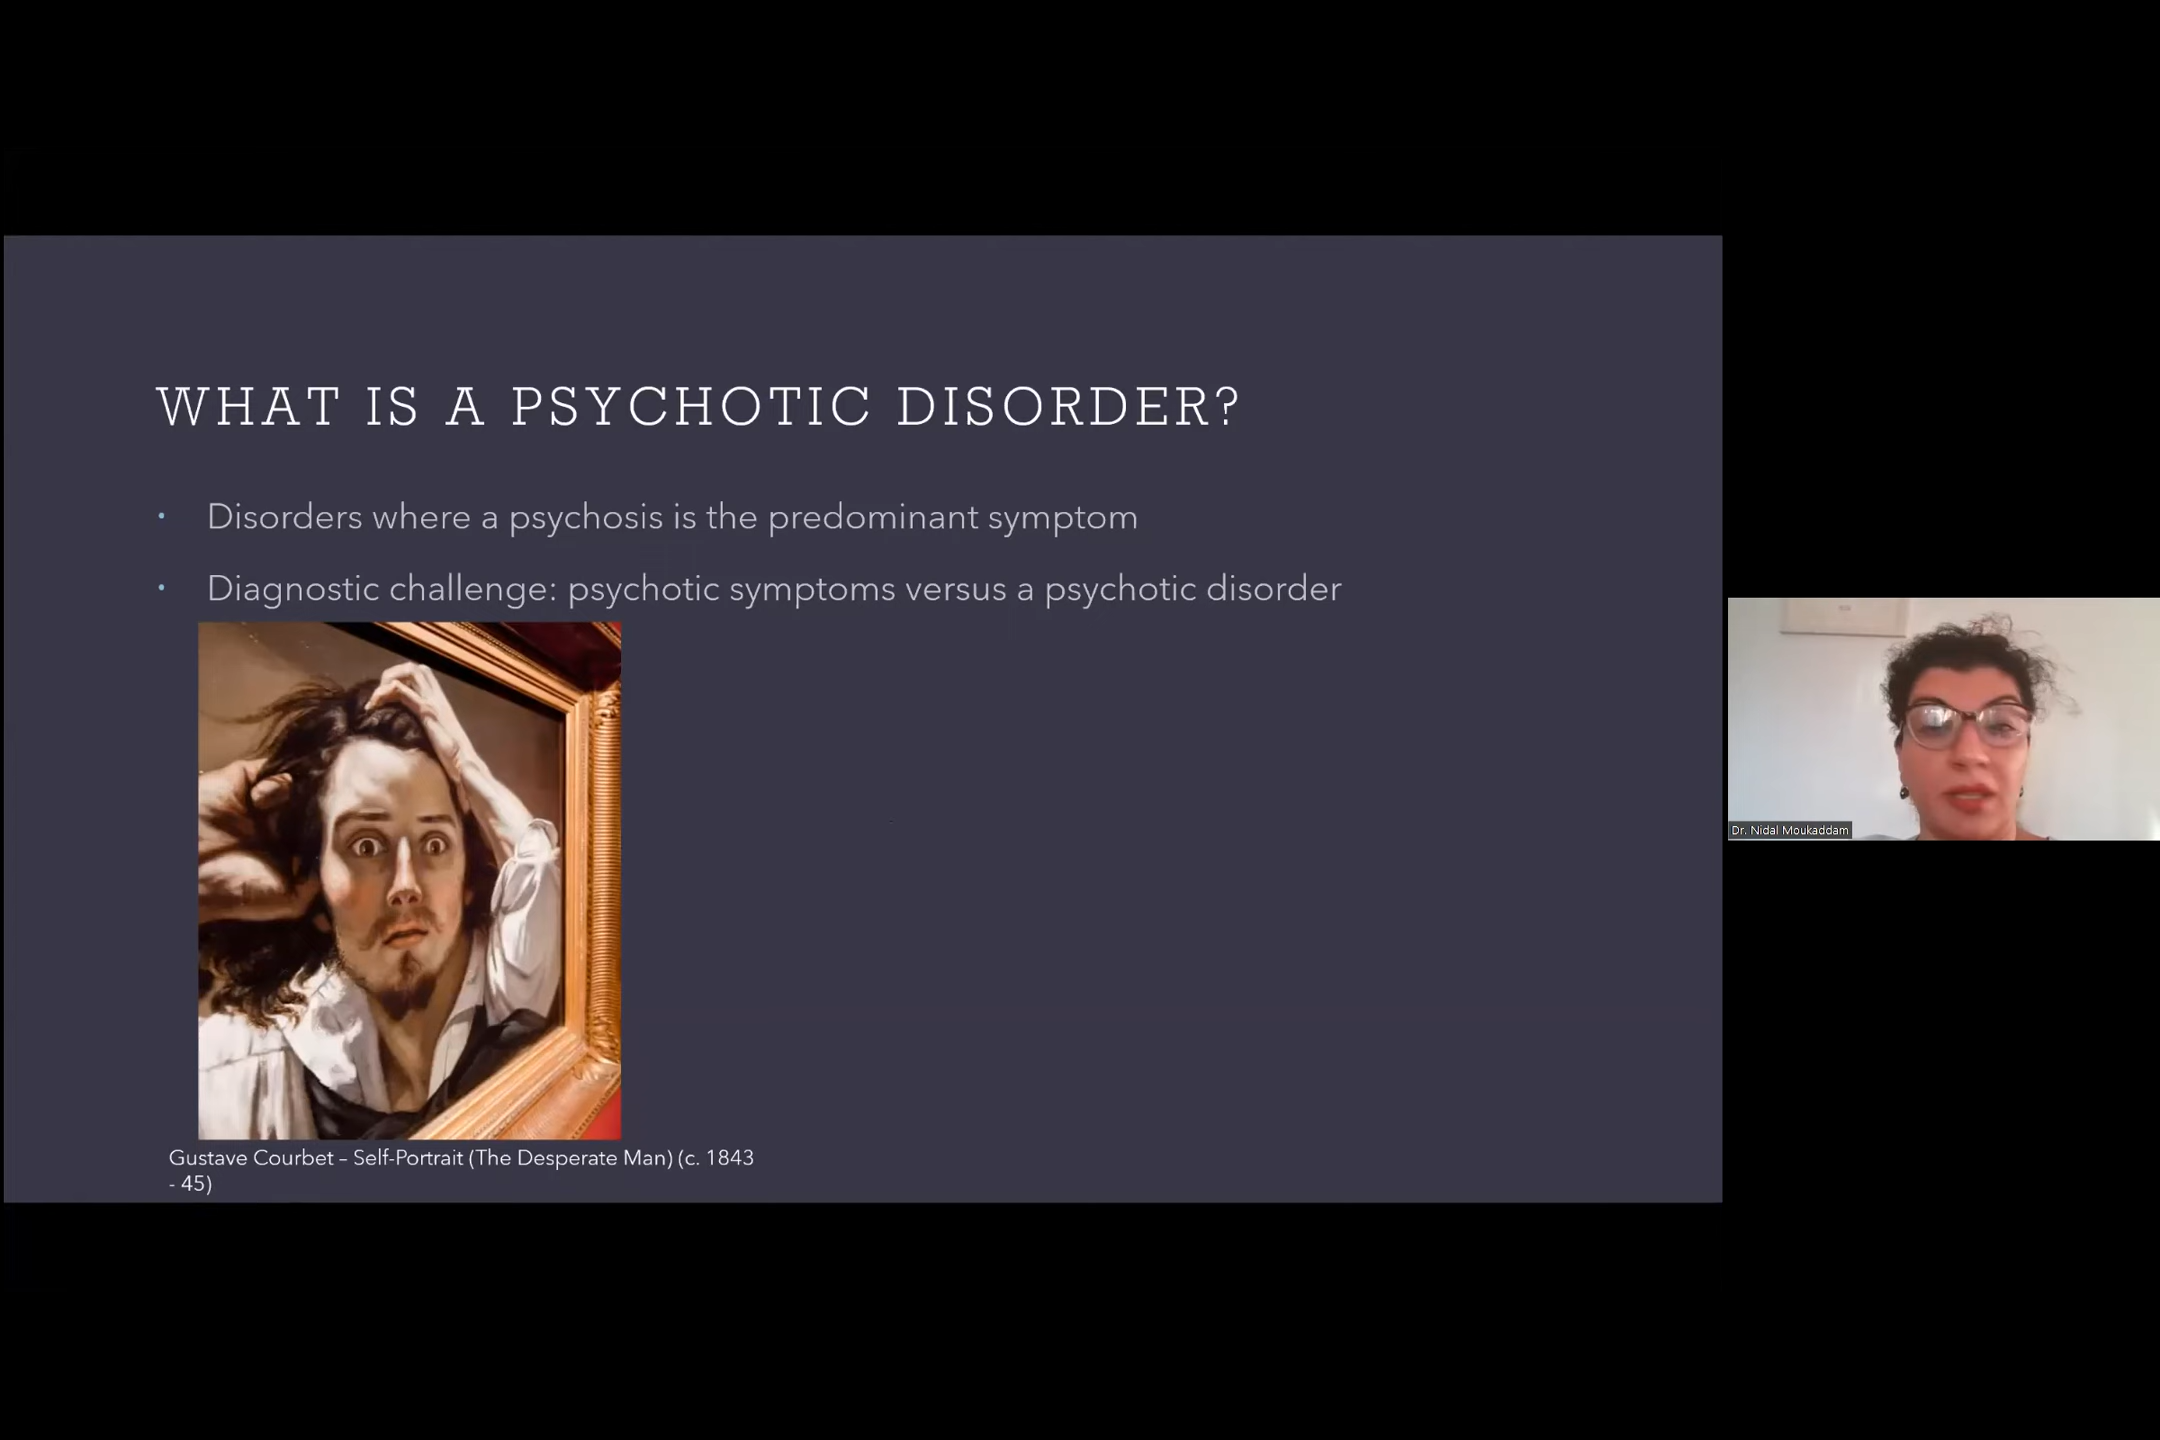 WHAT IS A PSYCHOTIC DISORDER?
• Disorders where a psychosis is the predominant symptom
• Diagnostic challenge: psychotic symptoms versus a psychotic disorder
Gustave Courbet – Self-Portrait (The Desperate Man) (c. 1843
- 45)
Dr. Nidal Moukaddam